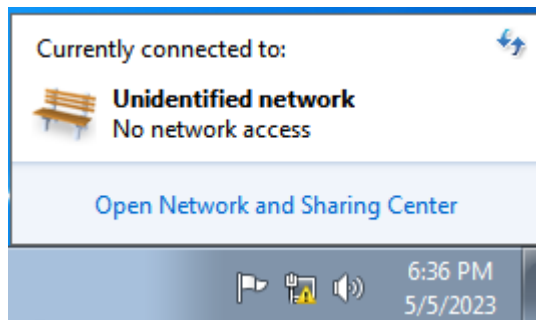 Currently connected to:
Unidentified network
No network access
Open Network and Sharing Center
6:36 PM
5/5/2023